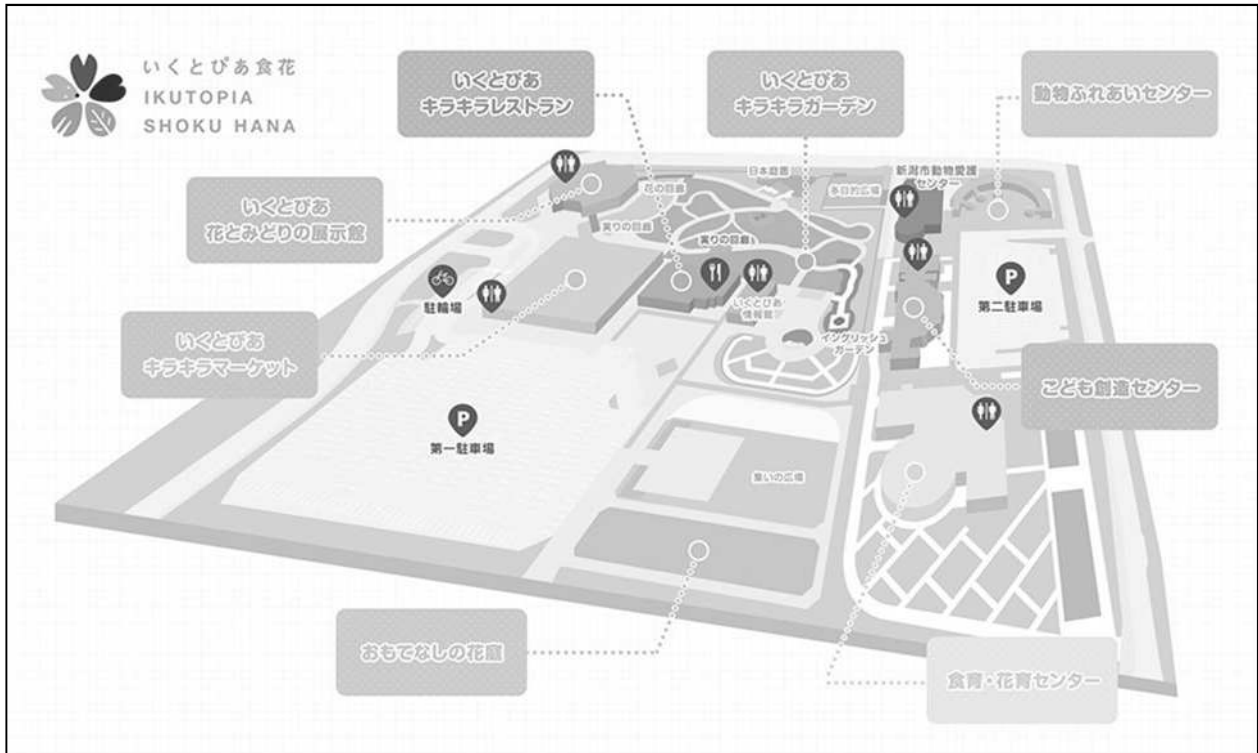 いくとぴあ食花
IKUTOPIA
SHOKU HANA
いくとぴあ
キラキラレストラン
いくとぴあ
キラキラガーデン
動物ふれあいセンター
いくとぴあ
花とみどりの展示館
花の回廊
日本庭園
多目的広場
新潟市動物愛護
センター
実りの回廊
実りの回廊
駐輪場
いくとぴあ
情報館
P
第二駐車場
いくとぴあ
キラキラマーケット
イングリッシュ
ガーデン
こども創造センター
P
第一駐車場
集いの広場
おもてなしの花庭
食育・花育センター